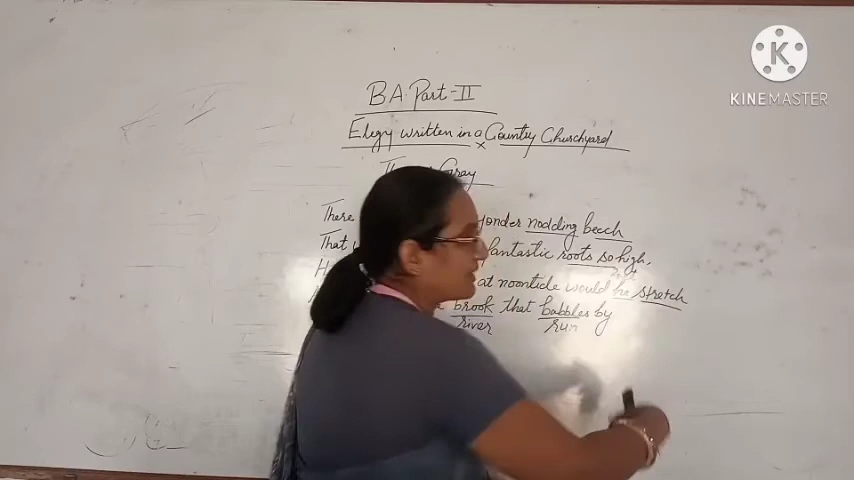 KINEMASTER
BA. Part-II
Elegy written in a Country Churchyard
Gray
There yonder nodding beech
That fantastic roots so high,
at noontide would he stretch
brook that babbles by
river run